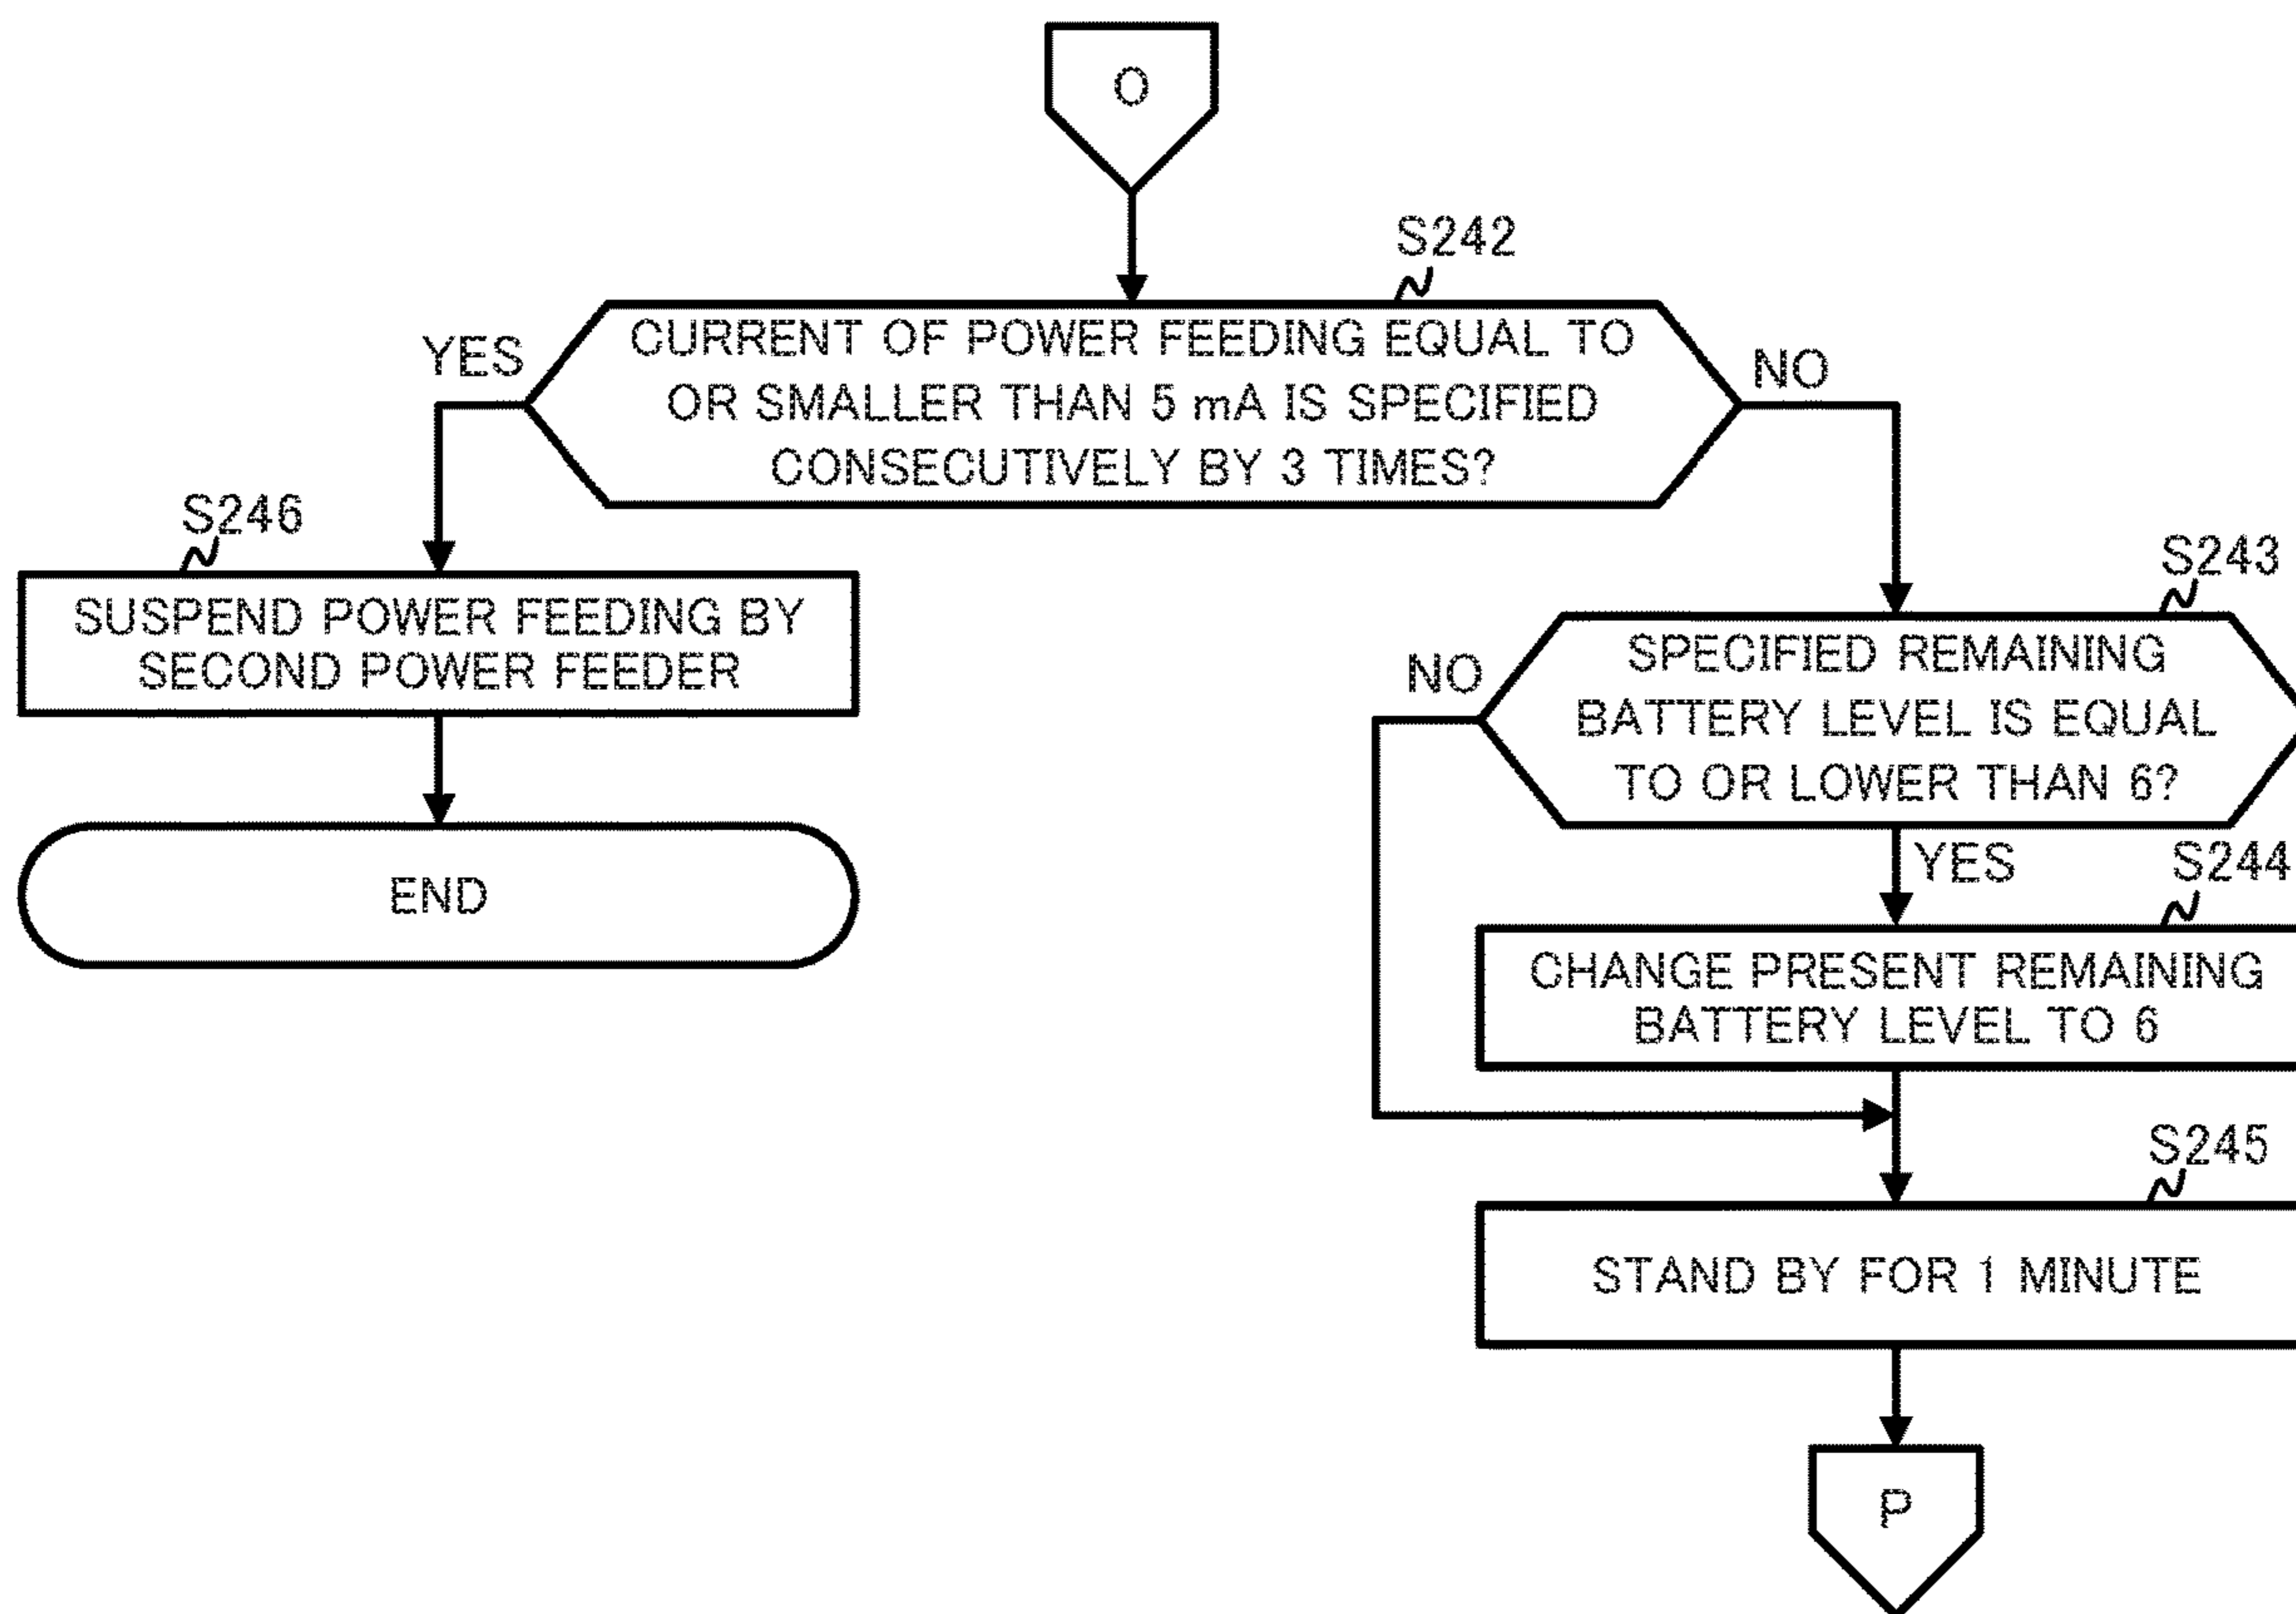 O
S242
CURRENT OF POWER FEEDING EQUAL TO
OR SMALLER THAN 5 mA IS SPECIFIED
CONSECUTIVELY BY 3 TIMES?
YES
NO
S246
SUSPEND POWER FEEDING BY
SECOND POWER FEEDER
END
S243
SPECIFIED REMAINING
BATTERY LEVEL IS EQUAL
TO OR LOWER THAN 6?
NO
YES
S244
CHANGE PRESENT REMAINING
BATTERY LEVEL TO 6
S245
STAND BY FOR 1 MINUTE
P